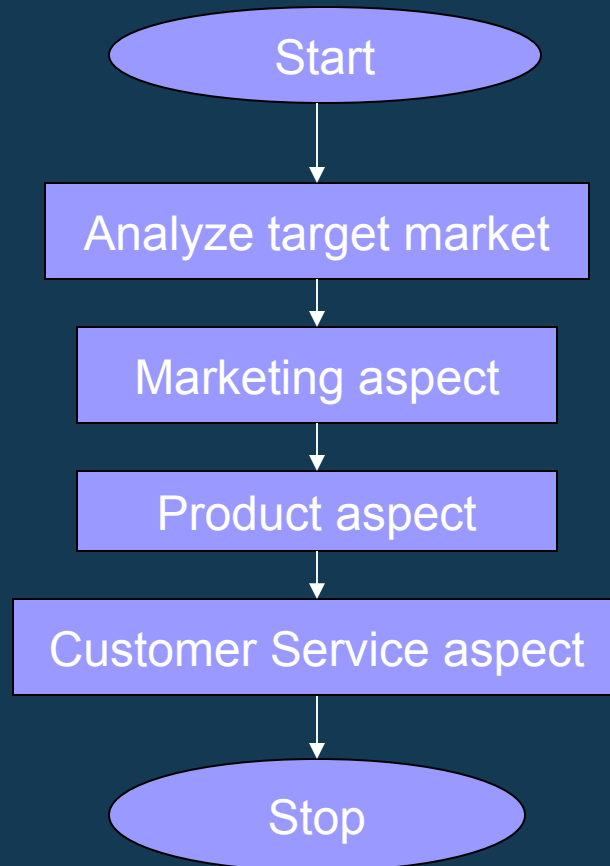 Start
Analyze target market
Marketing aspect
Product aspect
Customer Service aspect
Stop